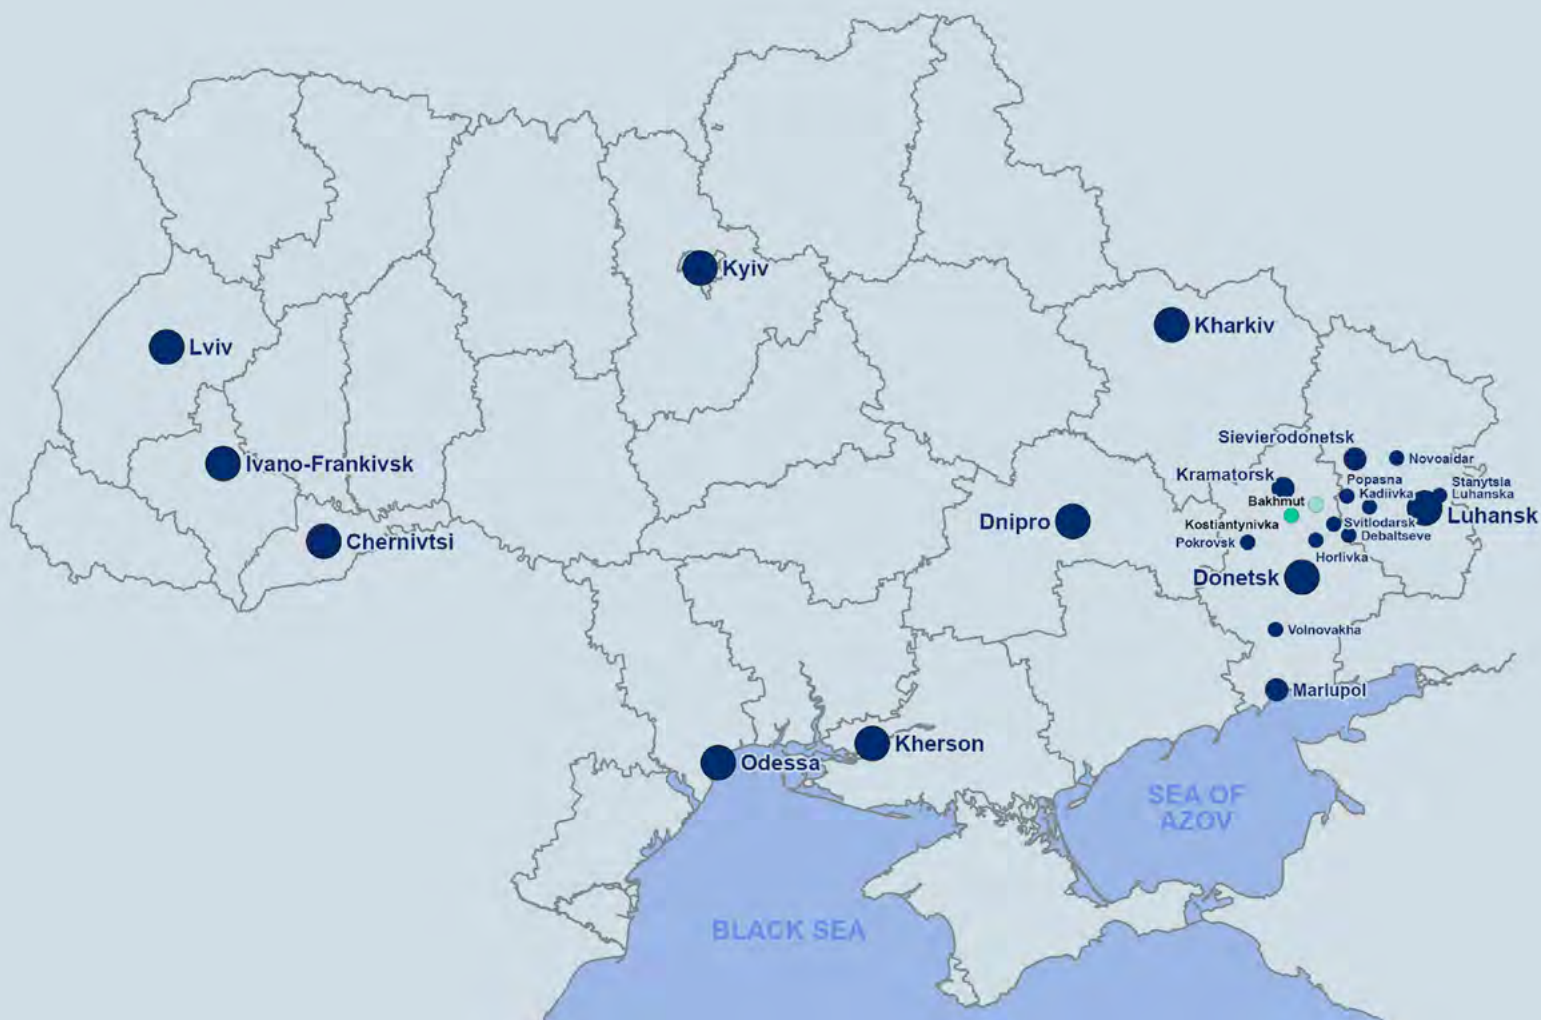 Kyiv
Kharkiv
Lviv
Sievierodonetsk
Novoaidar
Ivano-Frankivsk
Kramatorsk
Popasna
Stanytsia
Luhanska
Kadiivka
Bakhmut
Luhansk
Kostiantynivka
Svitlodarsk
Dnipro
Debaltseve
Chernivtsi
Pokrovsk
Horlivka
Donetsk
Volnovakha
Mariupol
Kherson
Odessa
SEA OF
AZOV
BLACK SEA